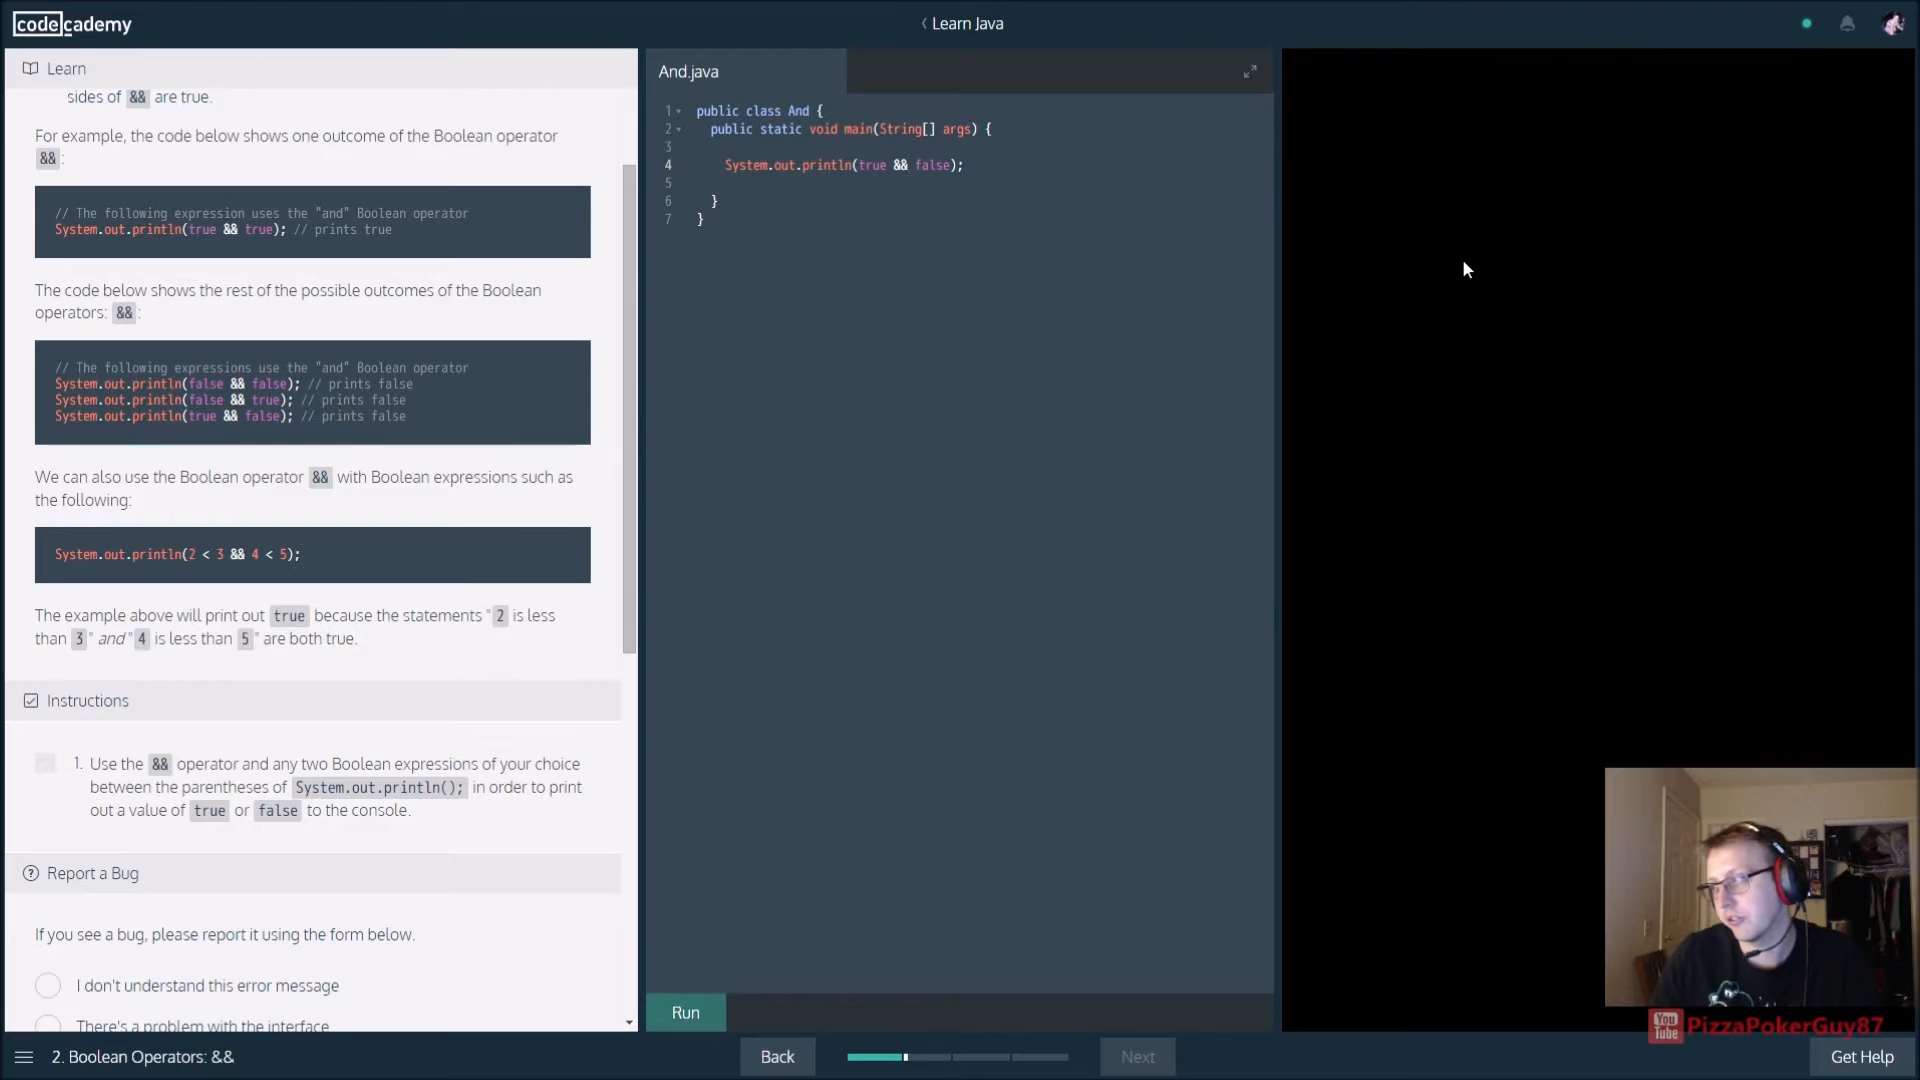 codecademy
‹ Learn Java
Learn
sides of && are true.
For example, the code below shows one outcome of the Boolean operator
&&:
// The following expression uses the "and" Boolean operator
System.out.println(true && true); // prints true
The code below shows the rest of the possible outcomes of the Boolean
operators: &&:
// The following expressions use the "and" Boolean operator
System.out.println(false && false); // prints false
System.out.println(false && true); // prints false
System.out.println(true && false); // prints false
We can also use the Boolean operator && with Boolean expressions such as
the following:
System.out.println(2 < 3 && 4 < 5);
The example above will print out true because the statements "2 is less
than 3" and "4 is less than 5" are both true.
Instructions
1. Use the && operator and any two Boolean expressions of your choice
between the parentheses of System.out.println(); in order to print
out a value of true or false to the console.
Report a Bug
If you see a bug, please report it using the form below.
I don't understand this error message
There's a problem with the interface
And.java
1 public class And {
2 public static void main(String[] args) {
3
4 System.out.println(true && false);
5
6 }
7 }
Run
2. Boolean Operators: &&
Back
Next
Get Help
You
Tube
PizzaPokerGuy87